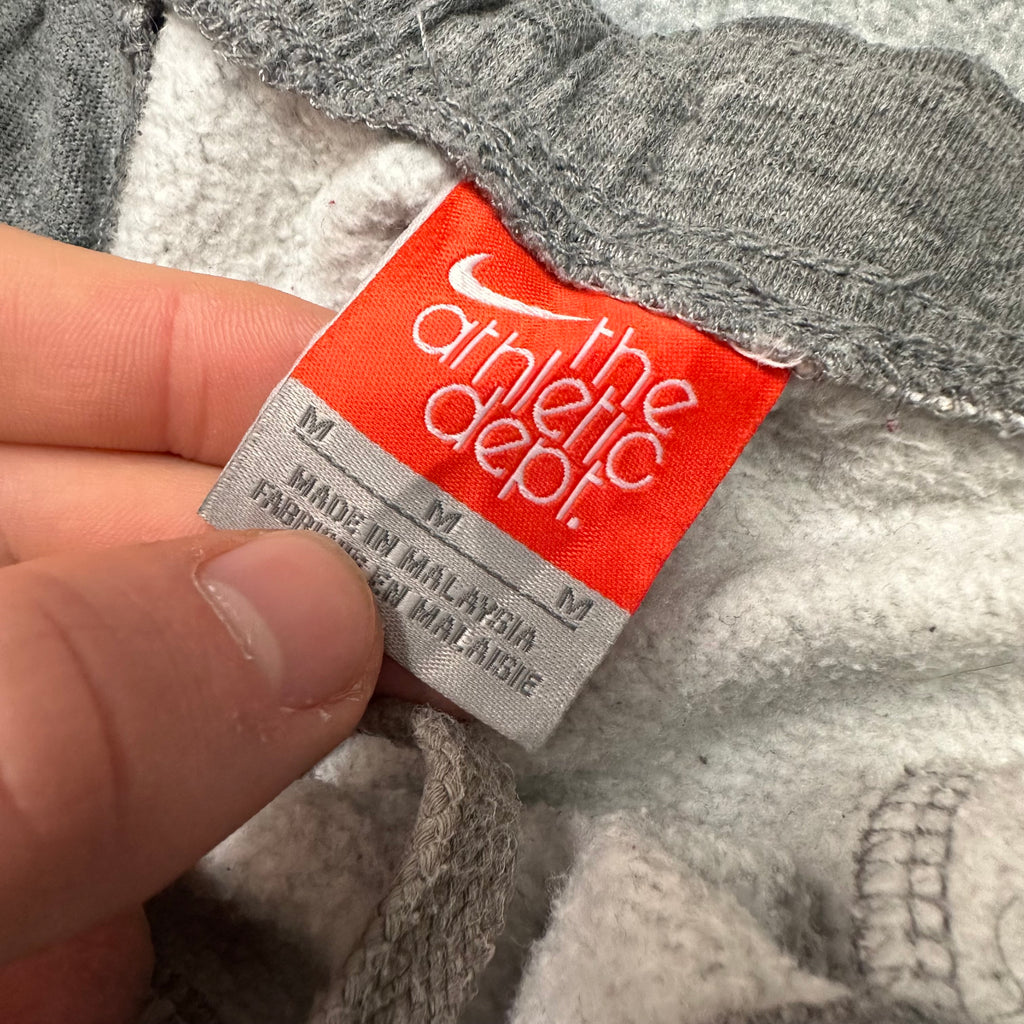 the
athletic
dept.
M M M
MADE IN MALAYSIA
EN MALAISIE